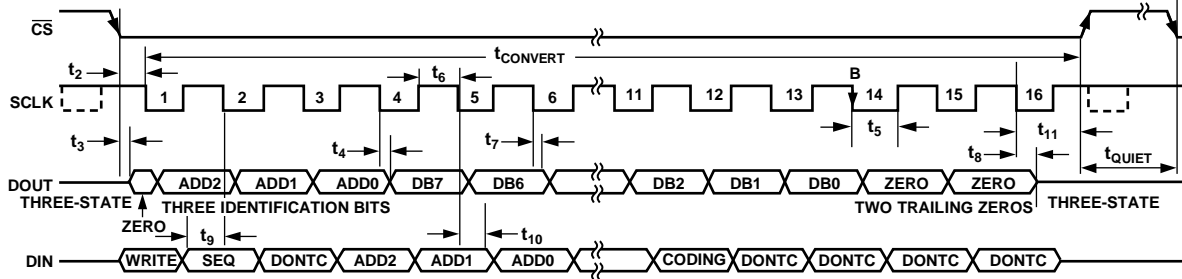 CS
tCONVERT
t2
t6
B
SCLK
1 2 3 4 5 6 11 12 13 14 15 16
t3
t4
t7
t5
t8
t11
tQUIET
DOUT
ADD2 ADD1 ADD0 DB7 DB6 DB2 DB1 DB0 ZERO ZERO
THREE-STATE THREE IDENTIFICATION BITS TWO TRAILING ZEROS THREE-STATE
ZERO
t9
t10
DIN
WRITE SEQ DONTC ADD2 ADD1 ADD0 CODING DONTC DONTC DONTC DONTC